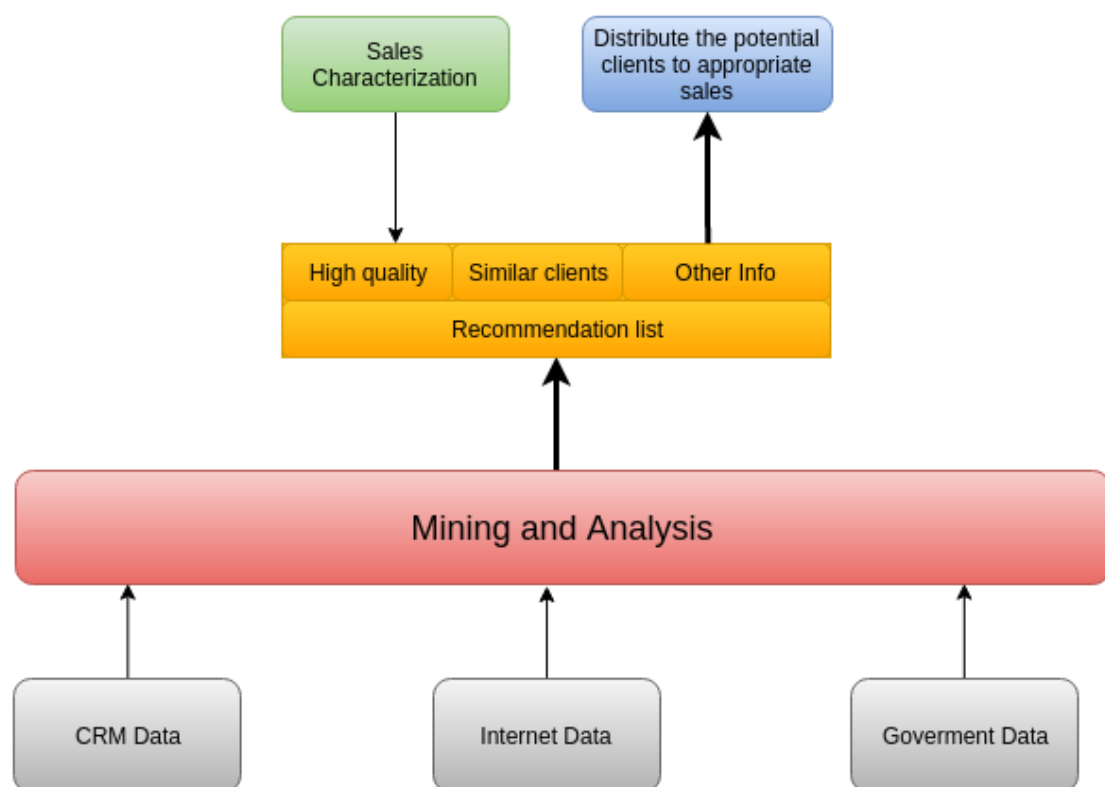 Sales
Characterization
Distribute the potential
clients to appropriate
sales
High quality
Similar clients
Other Info
Recommendation list
Mining and Analysis
CRM Data
Internet Data
Goverment Data